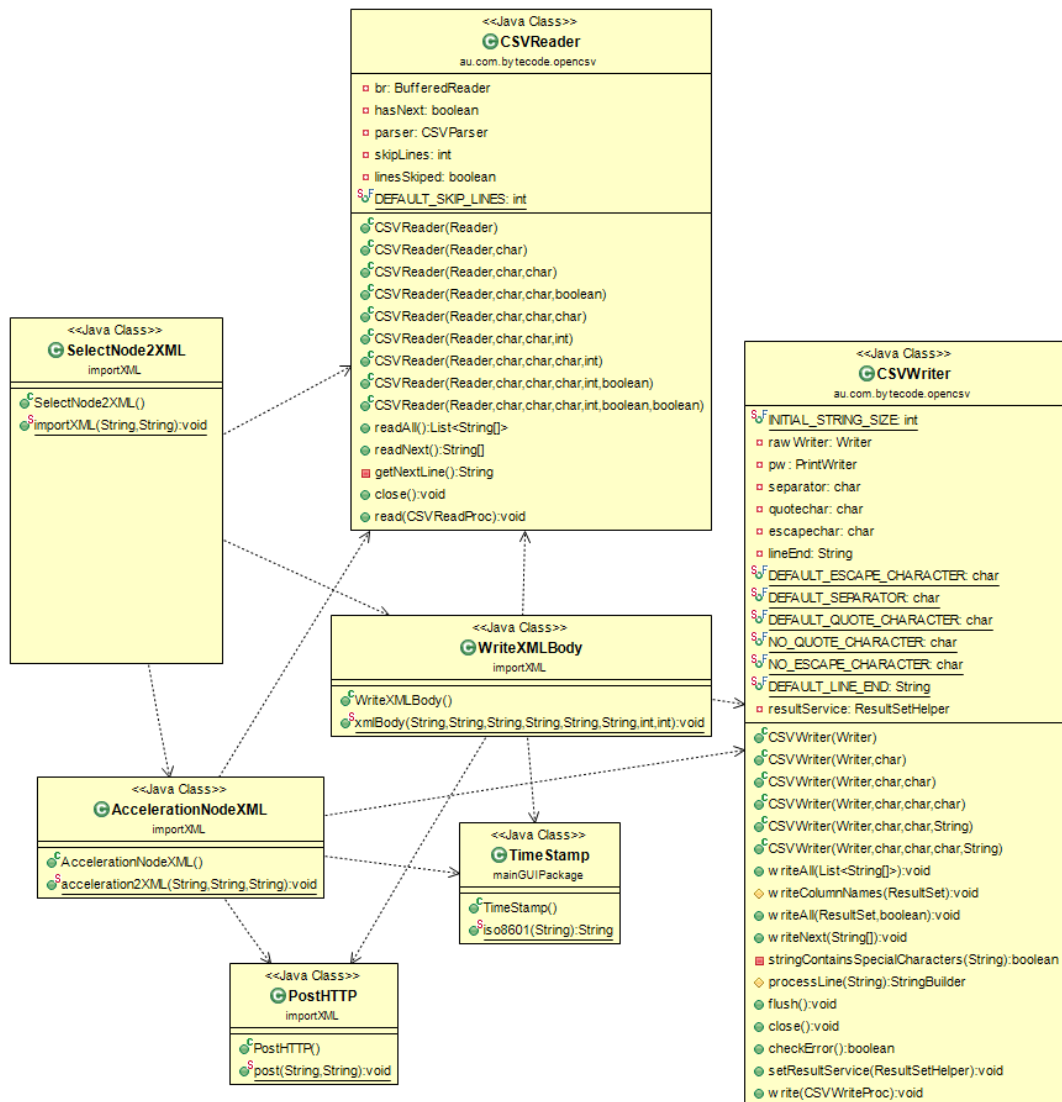 <<Java Class>>
CSVReader
au.com.bytecode.opencsv
br: BufferedReader
hasNext: boolean
parser: CSVParser
skipLines: int
linesSkiped: boolean
DEFAULT_SKIP_LINES: int
CSVReader(Reader)
CSVReader(Reader,char)
CSVReader(Reader,char,char)
CSVReader(Reader,char,char,boolean)
CSVReader(Reader,char,char,char)
CSVReader(Reader,char,char,int)
CSVReader(Reader,char,char,char,int)
CSVReader(Reader,char,char,char,int,boolean)
CSVReader(Reader,char,char,char,int,boolean,boolean)
readAll():List<String[]>
readNext():String[]
getNextLine():String
close():void
read(CSVReadProc):void
<<Java Class>>
SelectNode2XML
importXML
SelectNode2XML()
importXML(String,String):void
<<Java Class>>
CSVWriter
au.com.bytecode.opencsv
INITIAL_STRING_SIZE: int
rawWriter: Writer
pw: PrintWriter
separator: char
quotechar: char
escapechar: char
lineEnd: String
DEFAULT_ESCAPE_CHARACTER: char
DEFAULT_SEPARATOR: char
DEFAULT_QUOTE_CHARACTER: char
NO_QUOTE_CHARACTER: char
NO_ESCAPE_CHARACTER: char
DEFAULT_LINE_END: String
resultService: ResultSetHelper
CSVWriter(Writer)
CSVWriter(Writer,char)
CSVWriter(Writer,char,char)
CSVWriter(Writer,char,char,char)
CSVWriter(Writer,char,char,String)
CSVWriter(Writer,char,char,char,String)
writeAll(List<String[]>):void
writeColumnNames(ResultSet):void
writeAll(ResultSet,boolean):void
writeNext(String[]):void
stringContainsSpecialCharacters(String):boolean
processLine(String):StringBuilder
flush():void
close():void
checkError():boolean
setResultService(ResultSetHelper):void
write(CSVWriteProc):void
<<Java Class>>
WriteXMLBody
importXML
WriteXMLBody()
xmlBody(String,String,String,String,String,String,int,int):void
<<Java Class>>
AccelerationNodeXML
importXML
AccelerationNodeXML()
acceleration2XML(String,String,String):void
<<Java Class>>
TimeStamp
mainGUIPackage
TimeStamp()
iso8601(String):String
<<Java Class>>
PostHTTP
importXML
PostHTTP()
post(String,String):void